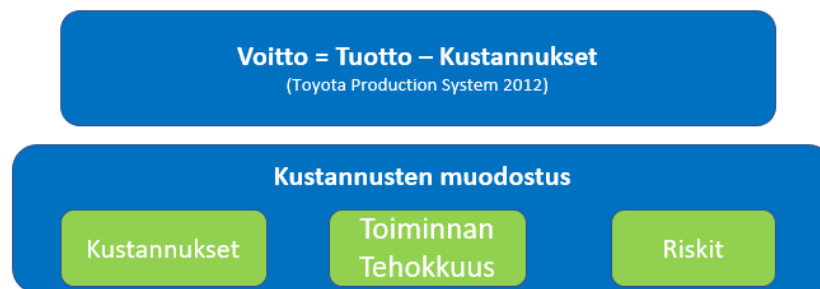 Voitto = Tuotto – Kustannukset
(Toyota Production System 2012)
Kustannusten muodostus
Kustannukset
Toiminnan
Tehokkuus
Riskit